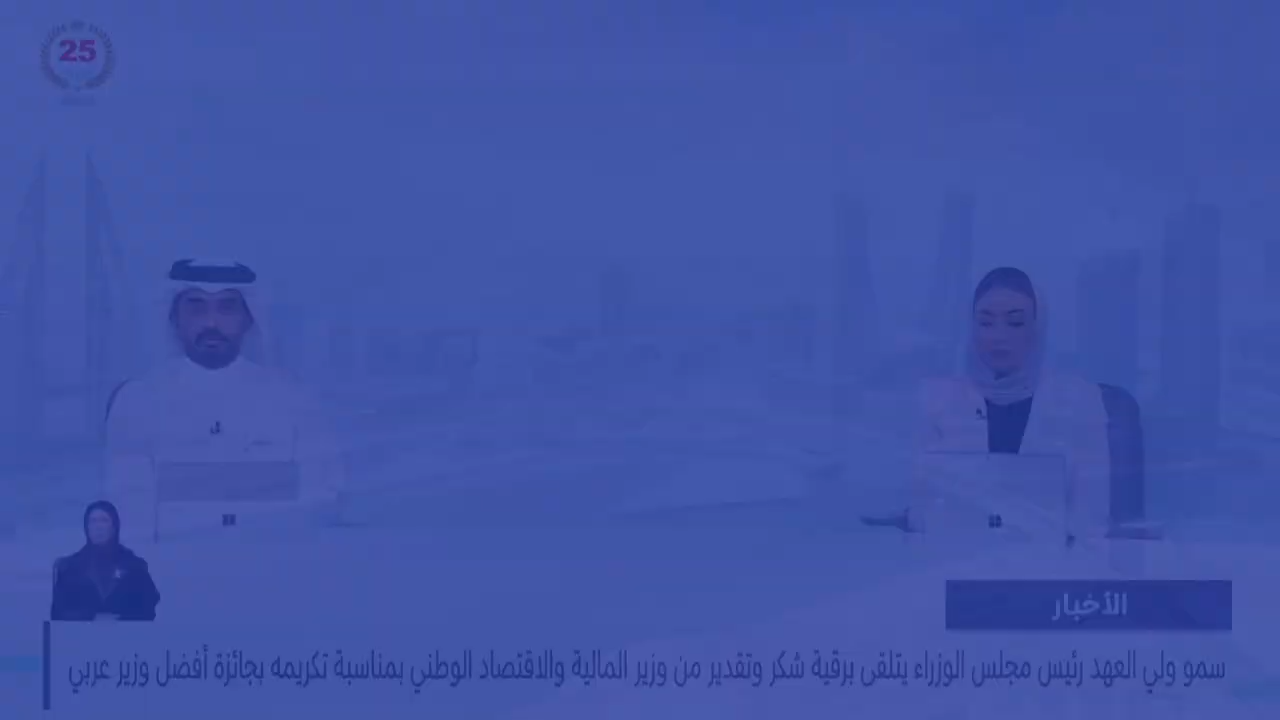 25
الأخبار
سمو ولي العهد رئيس مجلس الوزراء يتلقى برقية شكر وتقدير من وزير المالية والاقتصاد الوطني بمناسبة تكريمه بجائزة أفضل وزير عربي